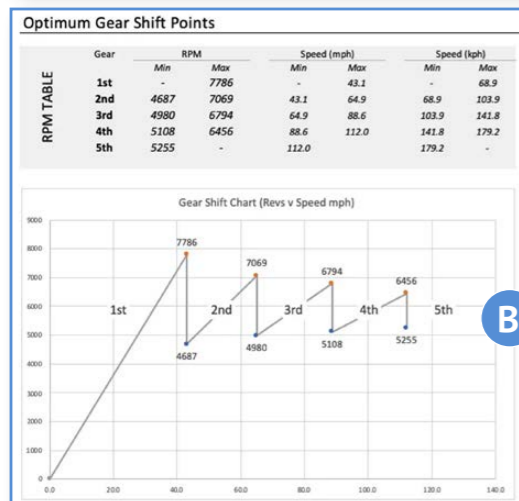 Optimum Gear Shift Points
Gear RPM Speed (mph) Speed (kph)
Min Max Min Max Min Max
RPM TABLE
1st - 7786 - 43.1 - 68.9
2nd 4687 7069 43.1 64.9 68.9 103.9
3rd 4980 6794 64.9 88.6 103.9 141.8
4th 5108 6456 88.6 112.0 141.8 179.2
5th 5255 - 112.0 179.2 -
Gear Shift Chart (Revs v Speed mph)
9000
8000
7000
6000
5000
4000
3000
2000
1000
0
7786
7069
6794
6456
1st 2nd 3rd 4th 5th
4687
4980
5108
5255
B
0.0 20.0 40.0 60.0 80.0 100.0 120.0 140.0